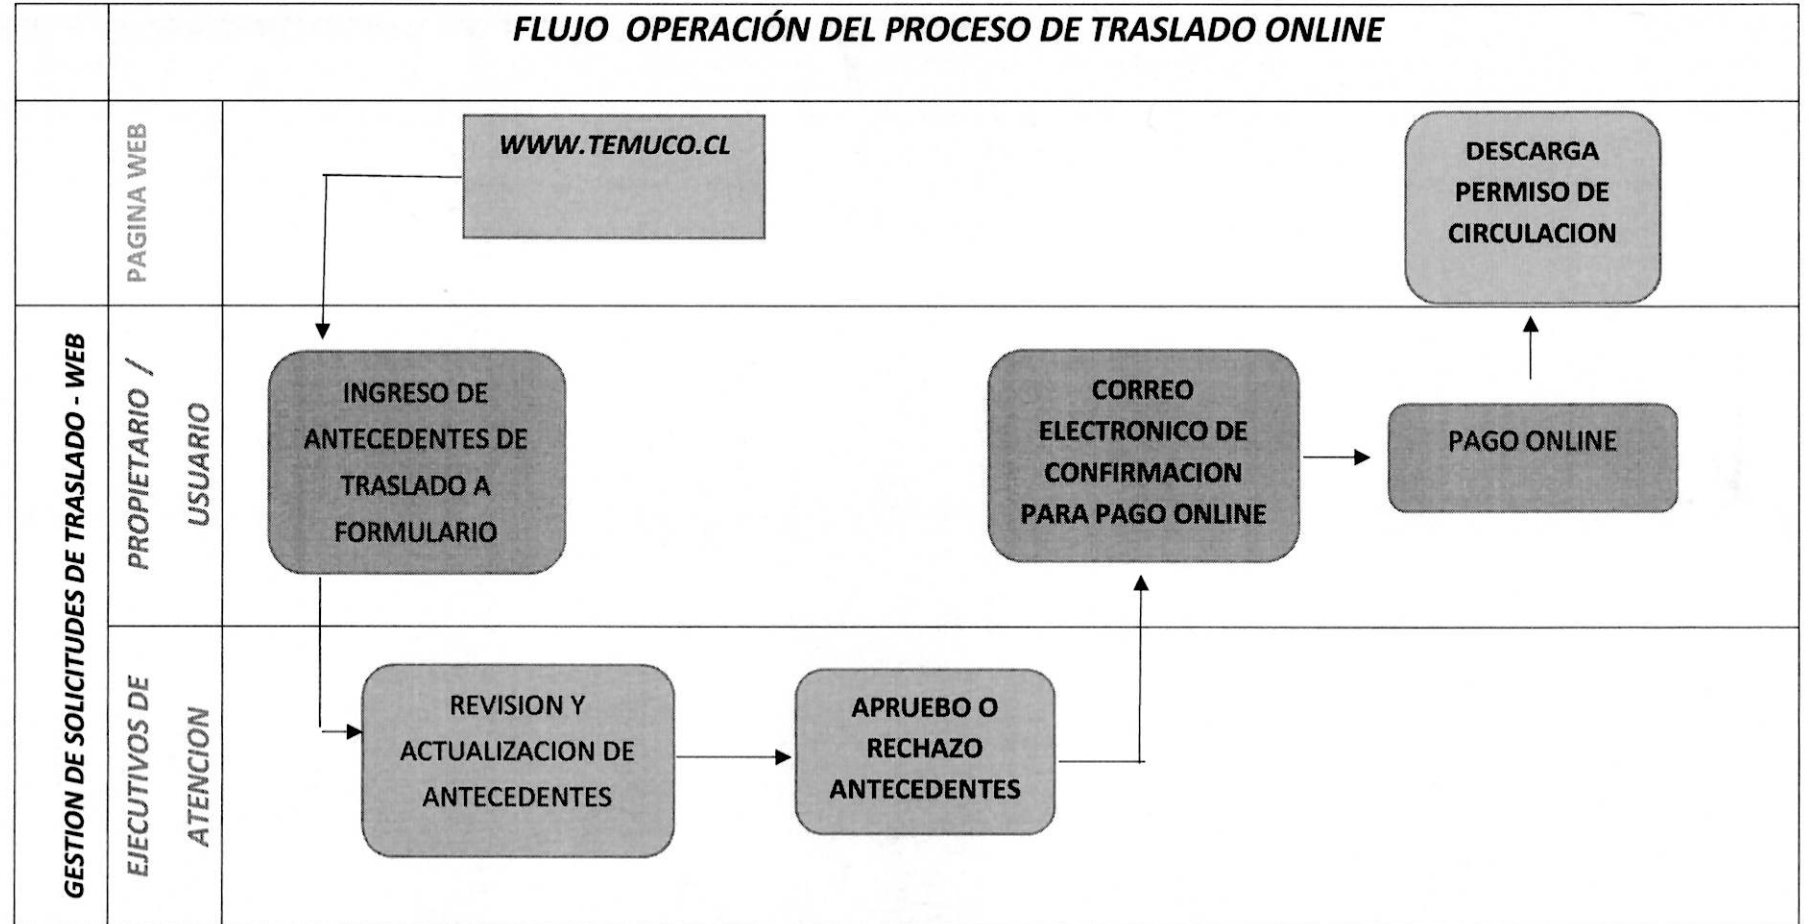 FLUJO OPERACIÓN DEL PROCESO DE TRASLADO ONLINE
PAGINA WEB
WWW.TEMUCO.CL
DESCARGA
PERMISO DE
CIRCULACION
GESTION DE SOLICITUDES DE TRASLADO - WEB
PROPIETARIO /
USUARIO
INGRESO DE
ANTECEDENTES DE
TRASLADO A
FORMULARIO
CORREO
ELECTRONICO DE
CONFIRMACION
PARA PAGO ONLINE
PAGO ONLINE
EJECUTIVOS DE
ATENCION
REVISION Y
ACTUALIZACION DE
ANTECEDENTES
APRUEBO O
RECHAZO
ANTECEDENTES